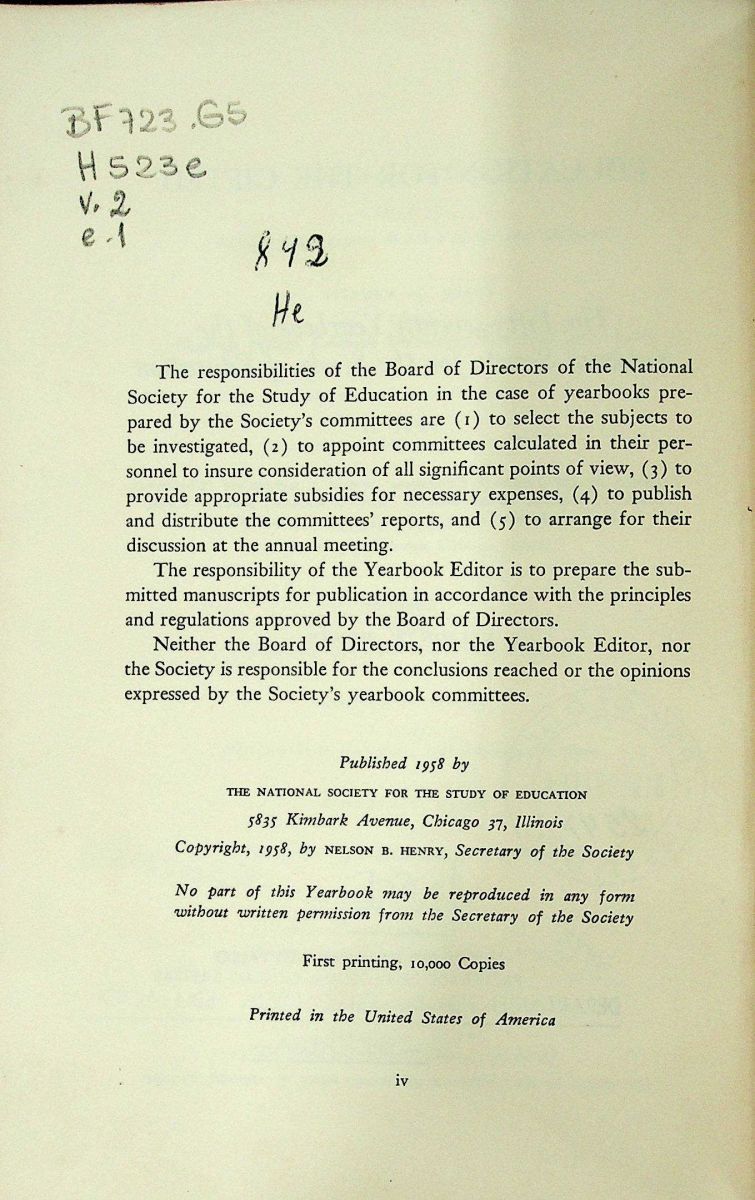 BF723.G5
H523e
v. 2
e.1
842
He
The responsibilities of the Board of Directors of the National
Society for the Study of Education in the case of yearbooks pre-
pared by the Society's committees are (1) to select the subjects to
be investigated, (2) to appoint committees calculated in their per-
sonnel to insure consideration of all significant points of view, (3) to
provide appropriate subsidies for necessary expenses, (4) to publish
and distribute the committees' reports, and (5) to arrange for their
discussion at the annual meeting.
The responsibility of the Yearbook Editor is to prepare the sub-
mitted manuscripts for publication in accordance with the principles
and regulations approved by the Board of Directors.
Neither the Board of Directors, nor the Yearbook Editor, nor
the Society is responsible for the conclusions reached or the opinions
expressed by the Society's yearbook committees.
Published 1958 by
THE NATIONAL SOCIETY FOR THE STUDY OF EDUCATION
5835 Kimbark Avenue, Chicago 37, Illinois
Copyright, 1958, by NELSON B. HENRY, Secretary of the Society
No part of this Yearbook may be reproduced in any form
without written permission from the Secretary of the Society
First printing, 10,000 Copies
Printed in the United States of America
iv